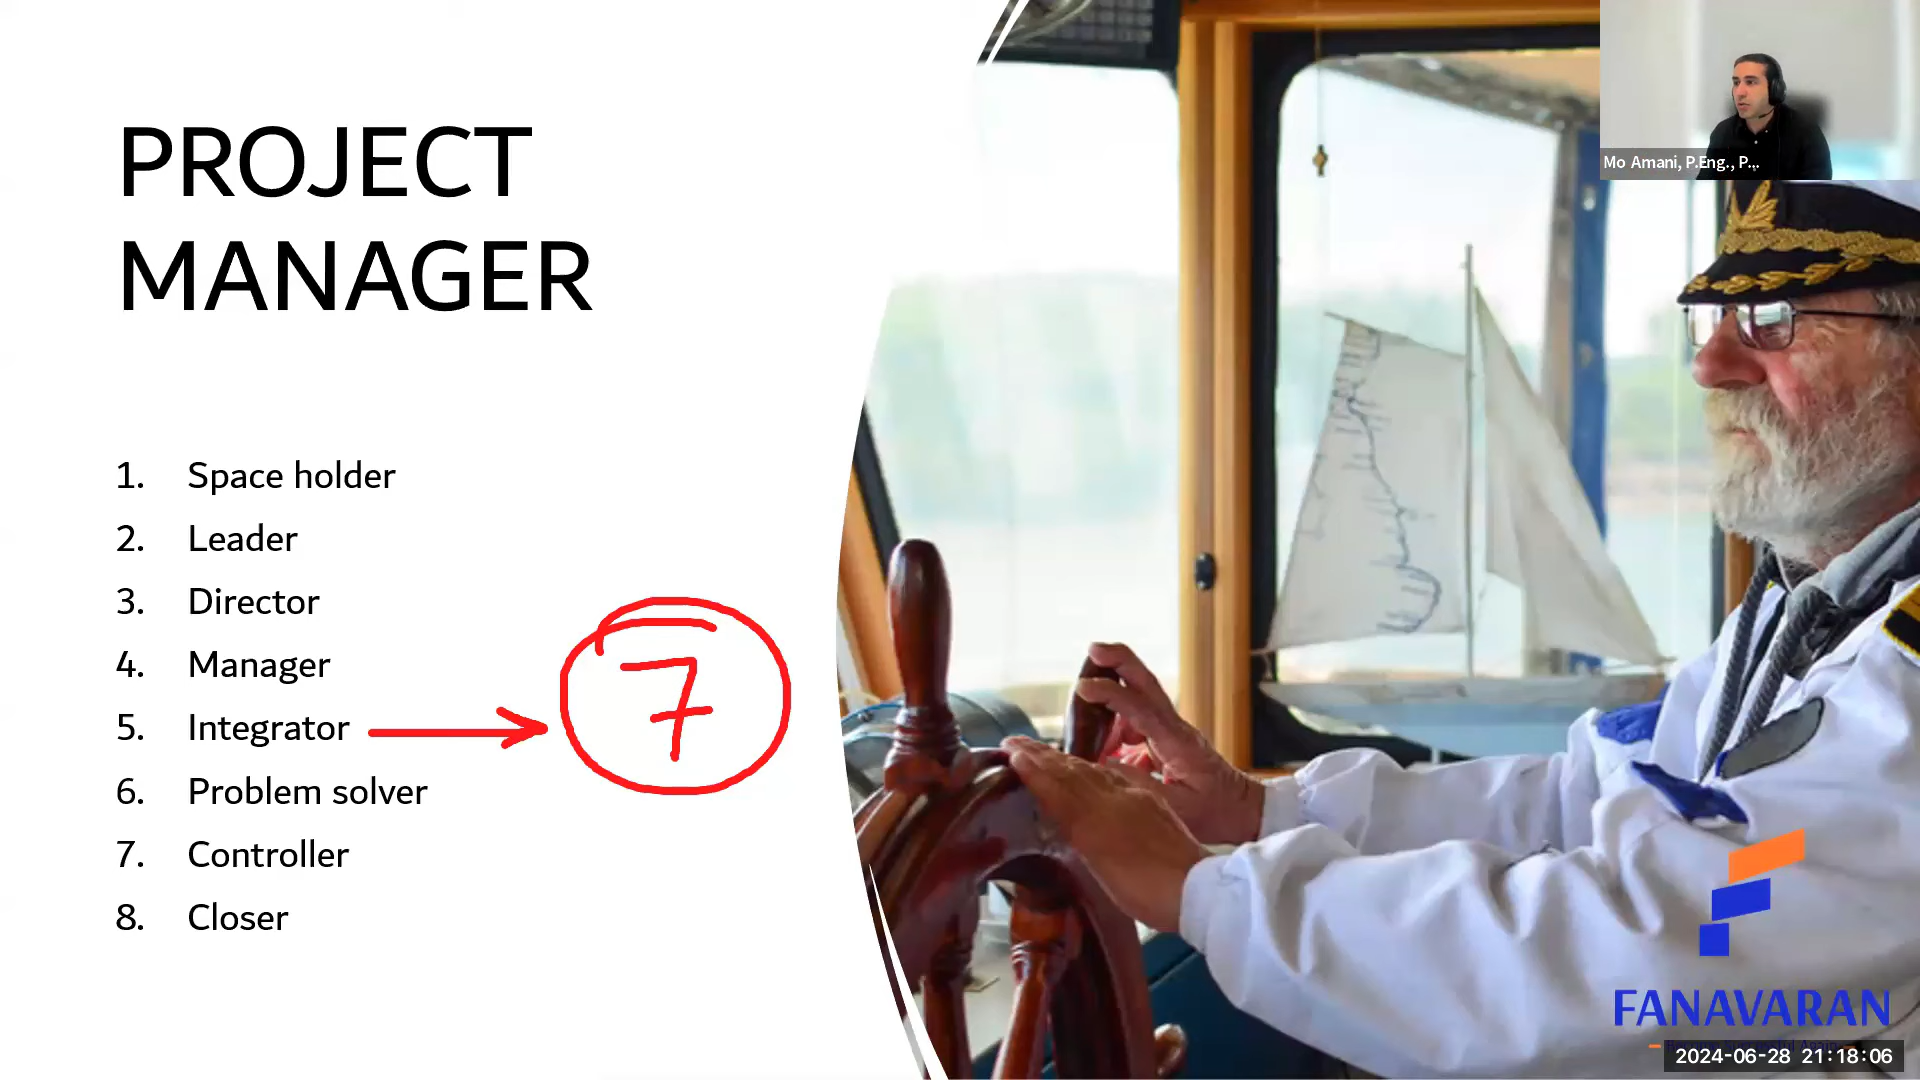 PROJECT
MANAGER
1. Space holder
2. Leader
3. Director
4. Manager
5. Integrator
7
6. Problem solver
7. Controller
8. Closer
Mo Amani, P.Eng., P...
FANAVARAN
2024-06-28 21:18:06